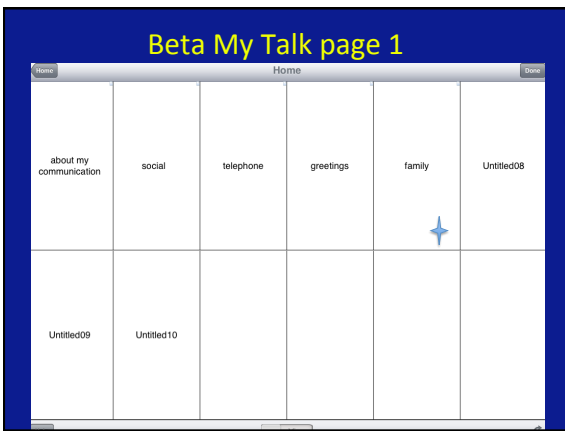 Beta My Talk page 1
Home
Home
Done
about my
communication
social
telephone
greetings
family
Untitled08
Untitled09
Untitled10